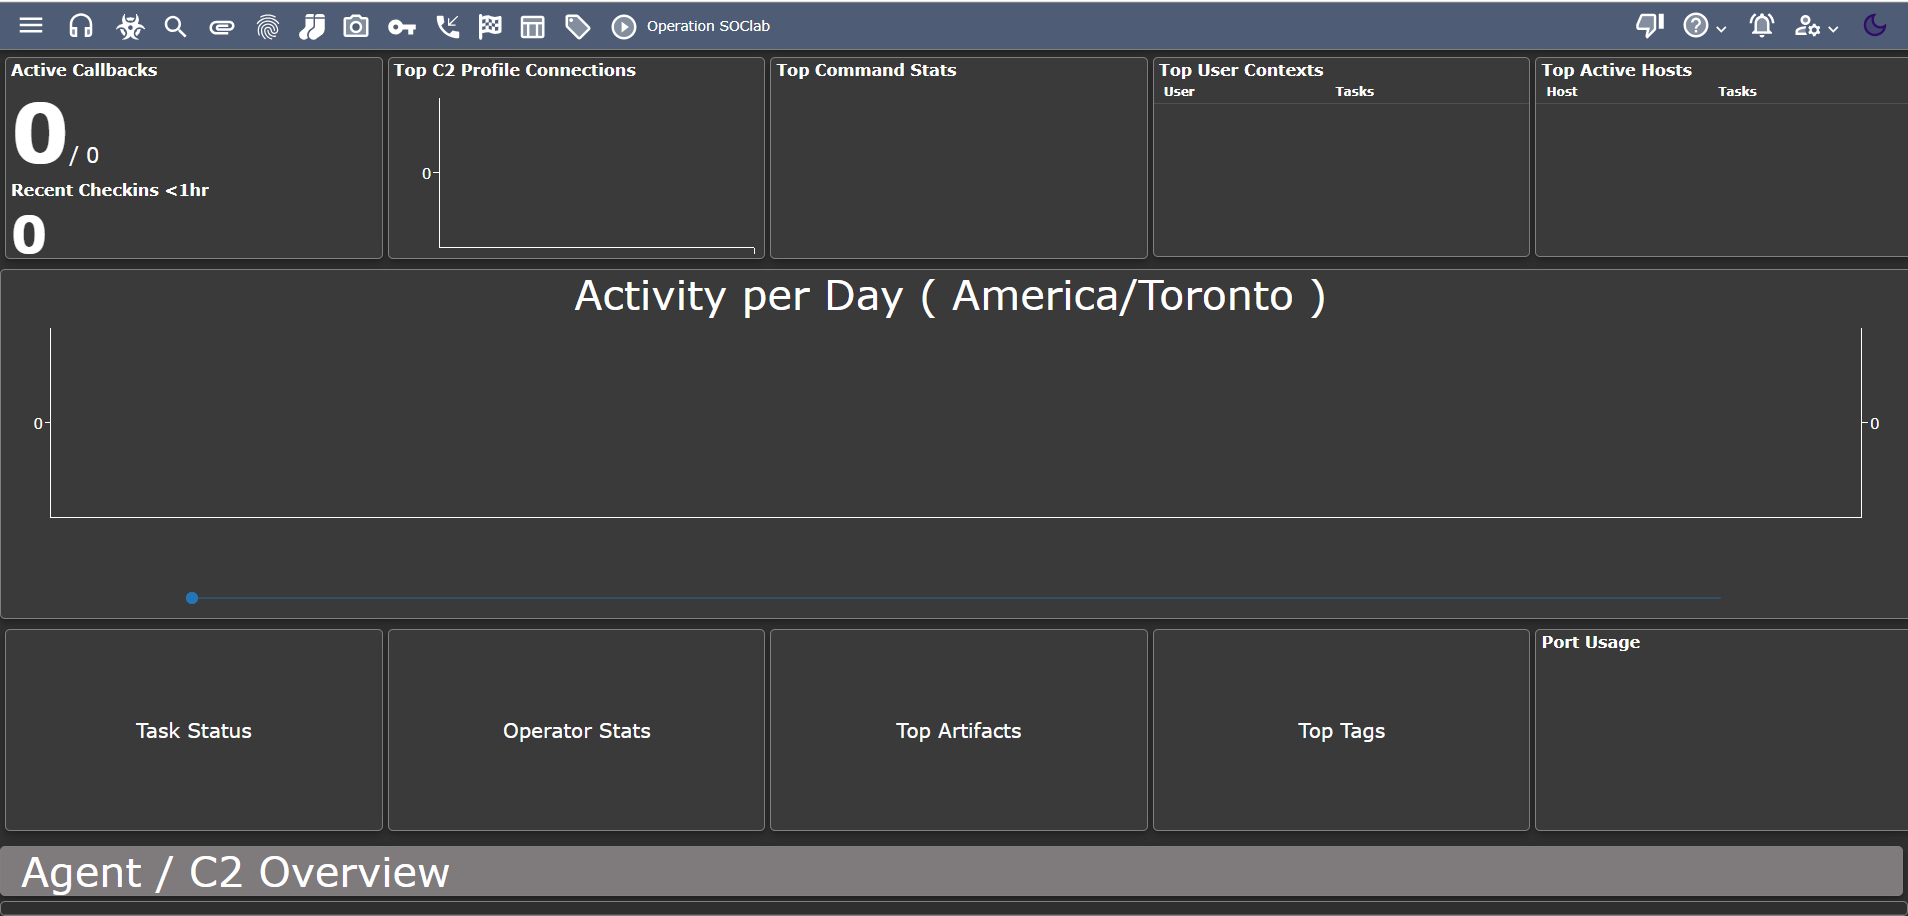 Operation SOClab
Active Callbacks
0 / 0
Recent Checkins <1hr
0
Top C2 Profile Connections
0
Top Command Stats
Top User Contexts
User Tasks
Top Active Hosts
Host Tasks
Activity per Day ( America/Toronto )
0 0
Task Status
Operator Stats
Top Artifacts
Top Tags
Port Usage
Agent / C2 Overview